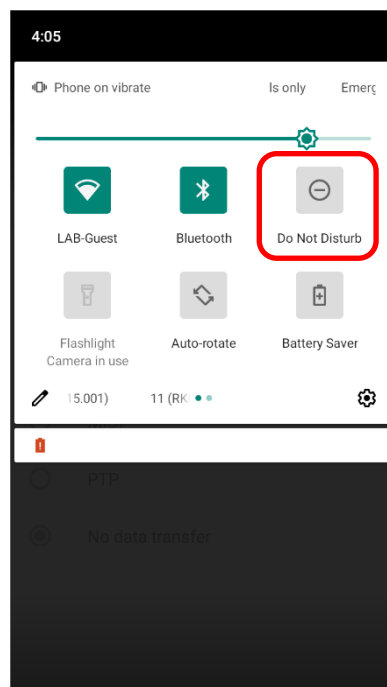 4:05
Phone on vibrate Is only Emerg
LAB-Guest Bluetooth Do Not Disturb
Flashlight Auto-rotate Battery Saver
Camera in use
15.001) 11 (RK
PTP
No data transfer